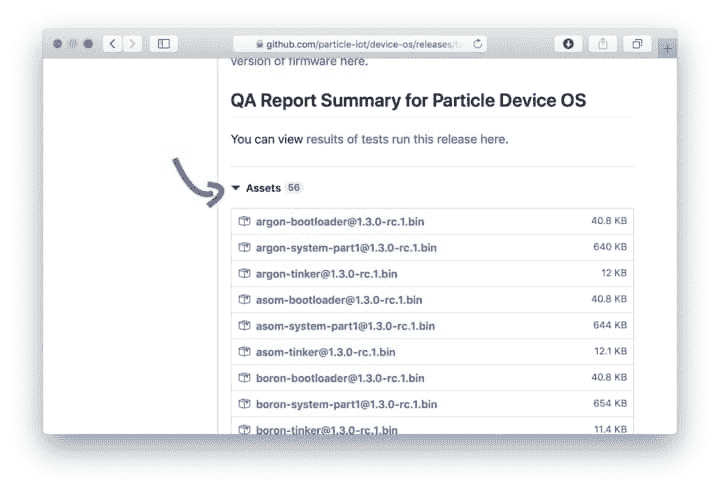 github.com/particle-iot/device-os/releases/
version of firmware here.
QA Report Summary for Particle Device OS
You can view results of tests run this release here.
Assets 56
argon-bootloader@1.3.0-rc.1.bin 40.8 KB
argon-system-part1@1.3.0-rc.1.bin 640 KB
argon-tinker@1.3.0-rc.1.bin 12 KB
asom-bootloader@1.3.0-rc.1.bin 40.8 KB
asom-system-part1@1.3.0-rc.1.bin 644 KB
asom-tinker@1.3.0-rc.1.bin 12.1 KB
boron-bootloader@1.3.0-rc.1.bin 40.8 KB
boron-system-part1@1.3.0-rc.1.bin 654 KB
boron-tinker@1.3.0-rc.1.bin 11.4 KB